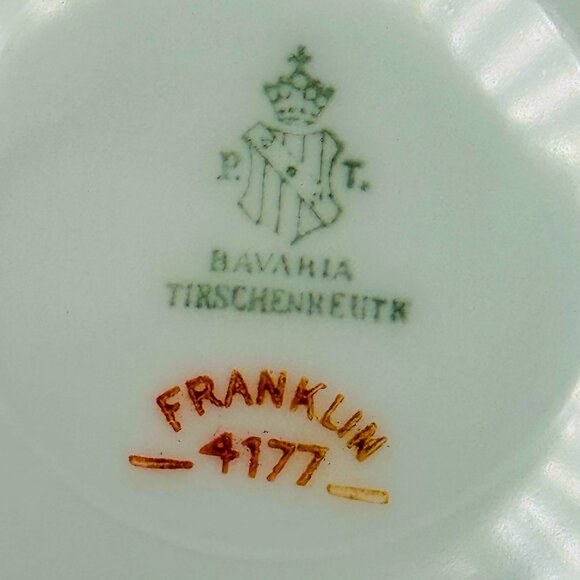 P. T.
BAVARIA
TIRSCHENREUTH
FRANKLIN
4177